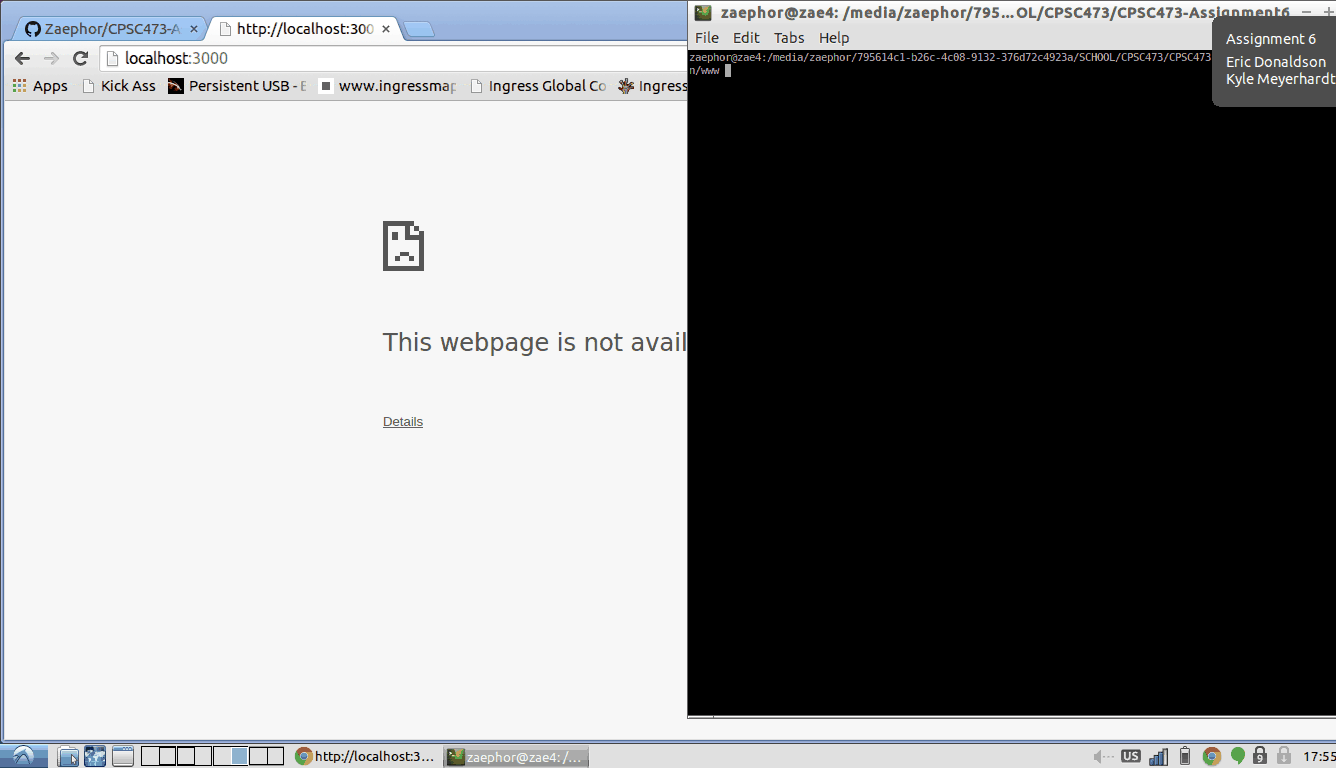 Zaephor/CPSC473-A
http://localhost:300
localhost:3000
Apps
Kick Ass
Persistent USB - E
www.ingressmap
Ingress Global Co
Ingress
This webpage is not avail
Details
zaephor@zae4: /media/zaephor/795...OL/CPSC473/CPSC473-Assignment6
File Edit Tabs Help
zaephor@zae4:/media/zaephor/795614c1-b26c-4c08-9132-376d72c4923a/SCHOOL/CPSC473/CPSC473
n/www
Assignment 6
Eric Donaldson
Kyle Meyerhardt
http://localhost:3...
zaephor@zae4: /...
US
9
17:55